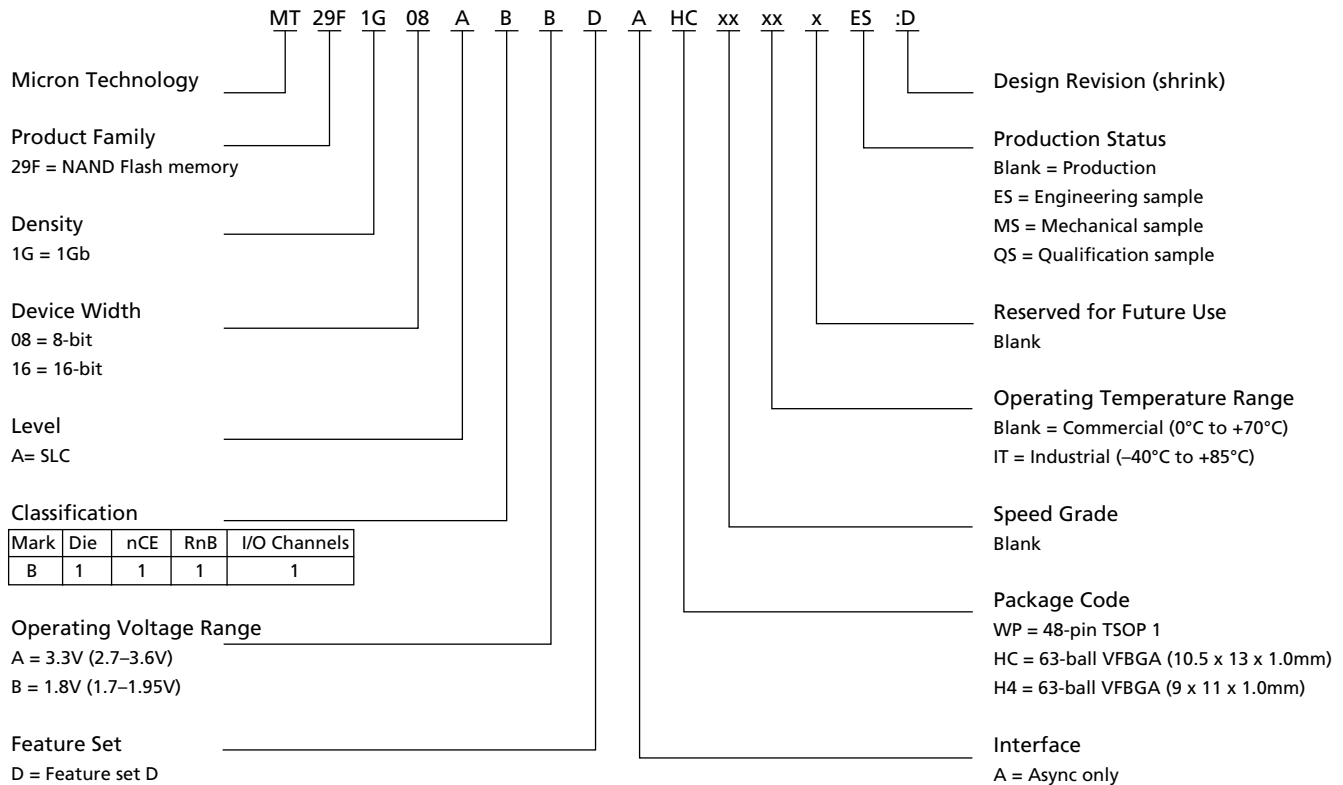 MT 29F 1G 08 A B B D A HC xx xx x ES :D
Micron Technology
Product Family
29F = NAND Flash memory
Density
1G = 1Gb
Device Width
08 = 8-bit
16 = 16-bit
Level
A= SLC
Classification
Mark Die nCE RnB I/O Channels
B 1 1 1 1
Operating Voltage Range
A = 3.3V (2.7–3.6V)
B = 1.8V (1.7–1.95V)
Feature Set
D = Feature set D
Design Revision (shrink)
Production Status
Blank = Production
ES = Engineering sample
MS = Mechanical sample
QS = Qualification sample
Reserved for Future Use
Blank
Operating Temperature Range
Blank = Commercial (0°C to +70°C)
IT = Industrial (–40°C to +85°C)
Speed Grade
Blank
Package Code
WP = 48-pin TSOP 1
HC = 63-ball VFBGA (10.5 x 13 x 1.0mm)
H4 = 63-ball VFBGA (9 x 11 x 1.0mm)
Interface
A = Async only